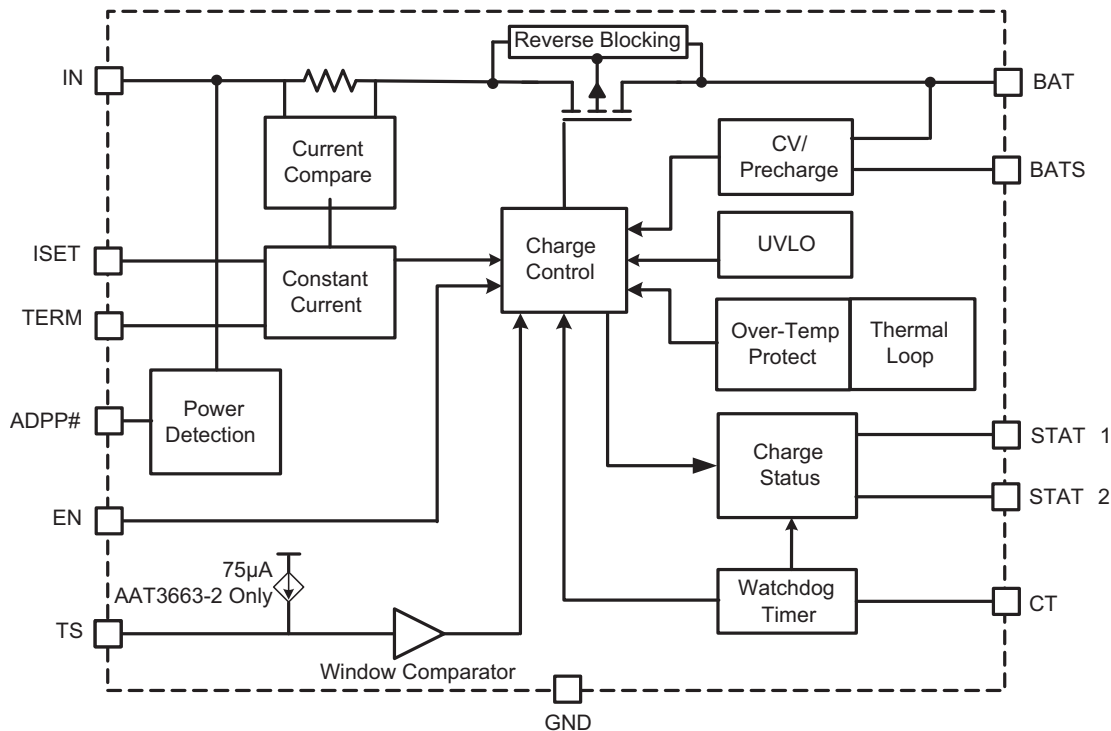 Reverse Blocking
IN
BAT
Current
Compare
CV/
Precharge
BATS
ISET
Constant
Current
Charge
Control
UVLO
TERM
Over-Temp
Protect
Thermal
Loop
ADPP#
Power
Detection
Charge
Status
STAT 1
STAT 2
EN
75µA
AAT3663-2 Only
Watchdog
Timer
CT
TS
Window Comparator
GND